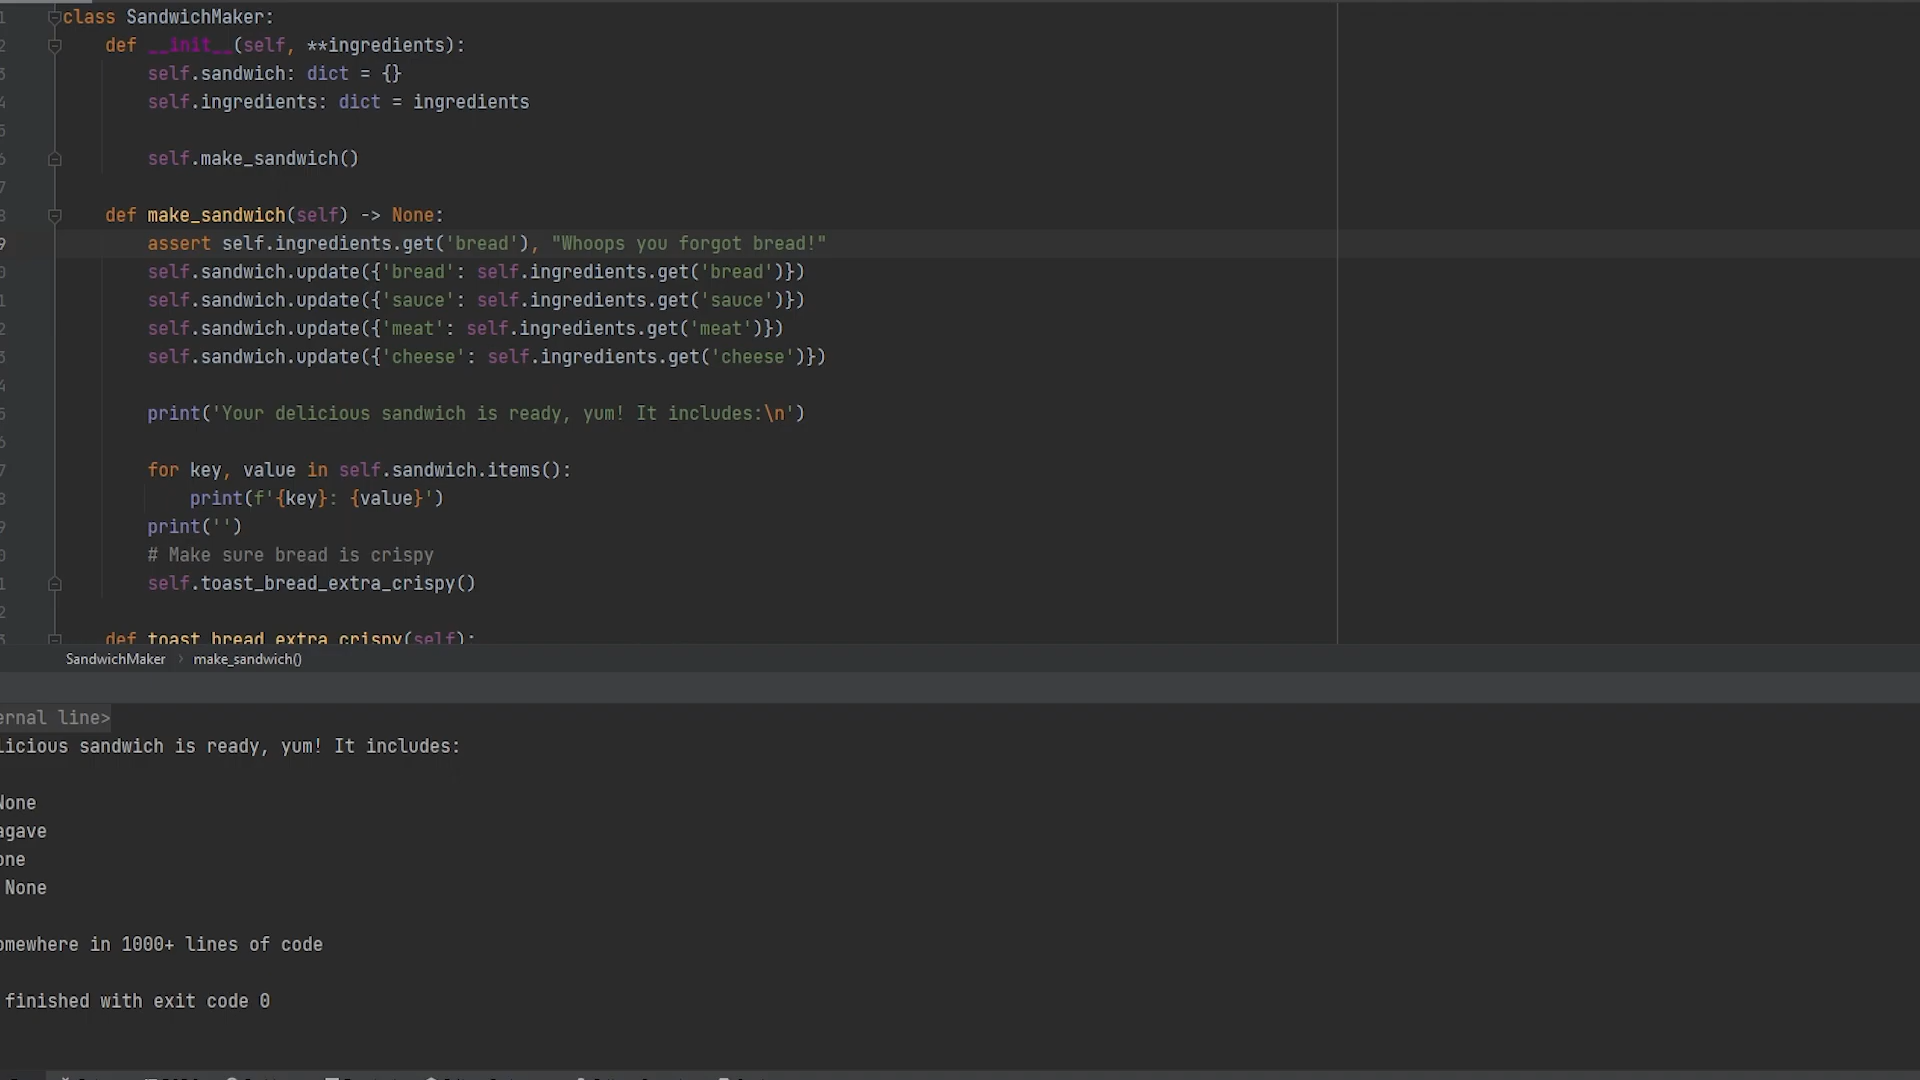 class SandwichMaker:
def __init__(self, **ingredients):
self.sandwich: dict = {}
self.ingredients: dict = ingredients
self.make_sandwich()
def make_sandwich(self) -> None:
assert self.ingredients.get('bread'), "Whoops you forgot bread!"
self.sandwich.update({'bread': self.ingredients.get('bread')})
self.sandwich.update({'sauce': self.ingredients.get('sauce')})
self.sandwich.update({'meat': self.ingredients.get('meat')})
self.sandwich.update({'cheese': self.ingredients.get('cheese')})
print('Your delicious sandwich is ready, yum! It includes:\n')
for key, value in self.sandwich.items():
print(f'{key}: {value}')
print('')
# Make sure bread is crispy
self.toast_bread_extra_crispy()
def toast_bread_extra_crispy(self):
SandwichMaker > make_sandwich()
ernal line>
licious sandwich is ready, yum! It includes:
None
agave
one
None
omewhere in 1000+ lines of code
finished with exit code 0